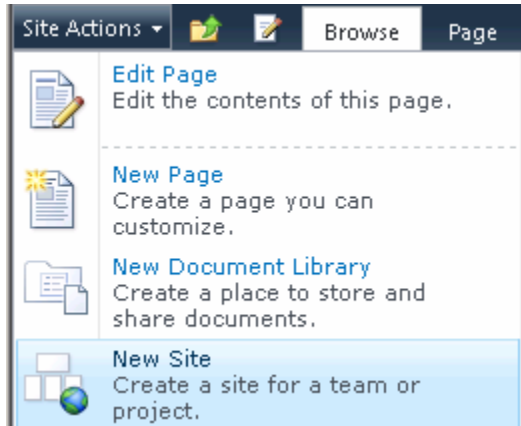 Site Actions Browse Page
Edit Page
Edit the contents of this page.
New Page
Create a page you can
customize.
New Document Library
Create a place to store and
share documents.
New Site
Create a site for a team or
project.